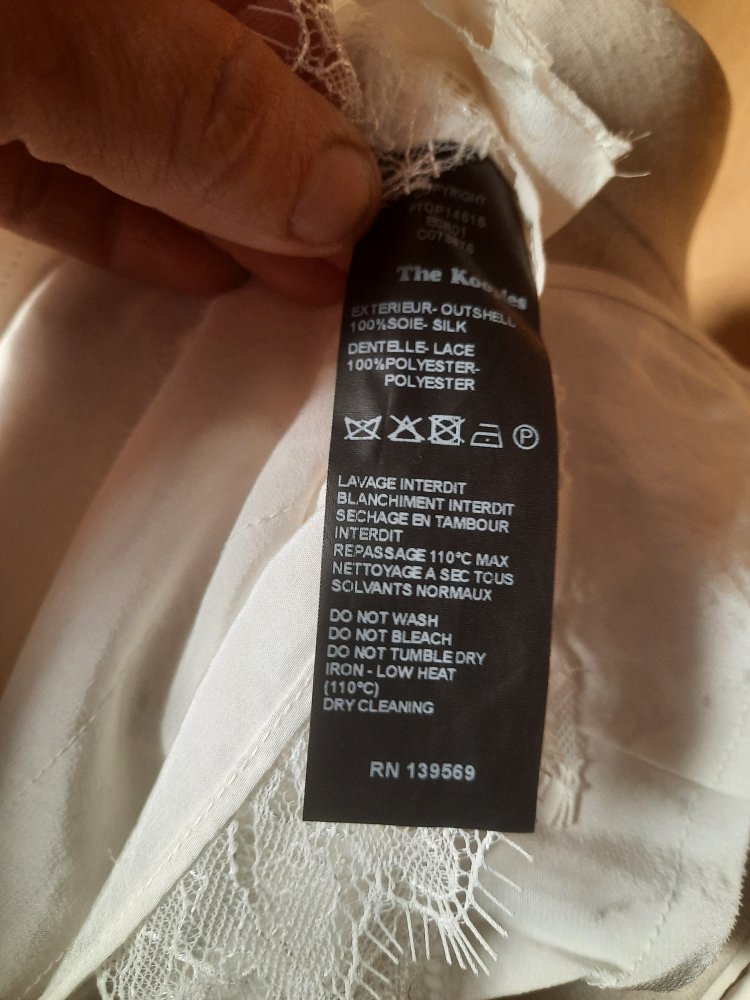 COPYRIGHT
The Kooples
EXTERIEUR- OUTSHELL
100%SOIE- SILK
DENTELLE- LACE
100%POLYESTER-
POLYESTER
P
LAVAGE INTERDIT
BLANCHIMENT INTERDIT
SECHAGE EN TAMBOUR
INTERDIT
REPASSAGE 110°C MAX
NETTOYAGE A SEC TOUS
SOLVANTS NORMAUX
DO NOT WASH
DO NOT BLEACH
DO NOT TUMBLE DRY
IRON - LOW HEAT
(110°C)
DRY CLEANING
RN 139569